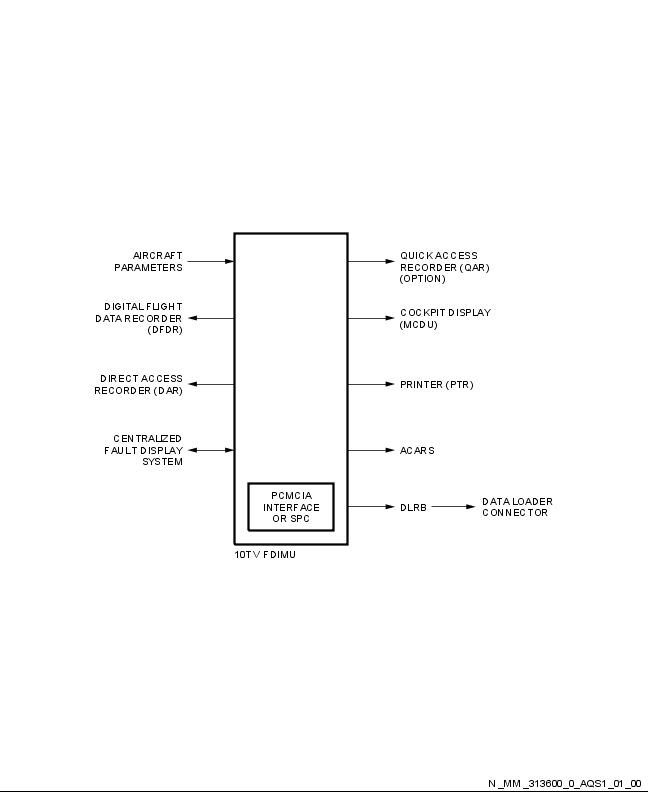 AIRCRAFT
PARAMETERS
DIGITAL FLIGHT
DATA RECORDER
(DFDR)
DIRECT ACCESS
RECORDER (DAR)
CENTRALIZED
FAULT DISPLAY
SYSTEM
PCMCIA
INTERFACE
OR SPC
10TV FDIMU
QUICK ACCESS
RECORDER (QAR)
(OPTION)
COCKPIT DISPLAY
(MCDU)
PRINTER (PTR)
ACARS
DLRB
DATA LOADER
CONNECTOR
N_MM_313600_0_AQS1_01_00